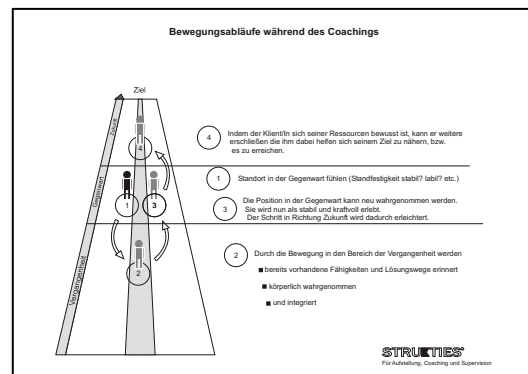 Bewegungsabläufe während des Coachings
Ziel
Zukunft
Gegenwart
Vergangenheit
4
1
3
2
4
Indem der Klient/In sich seiner Ressourcen bewusst ist, kann er weitere
erschließen die ihm dabei helfen sich seinem Ziel zu nähern, bzw.
es zu erreichen.
1
Standort in der Gegenwart fühlen (Standfestigkeit stabil? labil? etc.)
3
Die Position in der Gegenwart kann neu wahrgenommen werden.
Sie wird nun als stabil und kraftvoll erlebt.
Der Schritt in Richtung Zukunft wird dadurch erleichtert.
2
Durch die Bewegung in den Bereich der Vergangenheit werden
■ bereits vorhandene Fähigkeiten und Lösungswege erinnert
■ körperlich wahrgenommen
■ und integriert
STRUKTIES®
Für Aufstellung, Coaching und Supervision